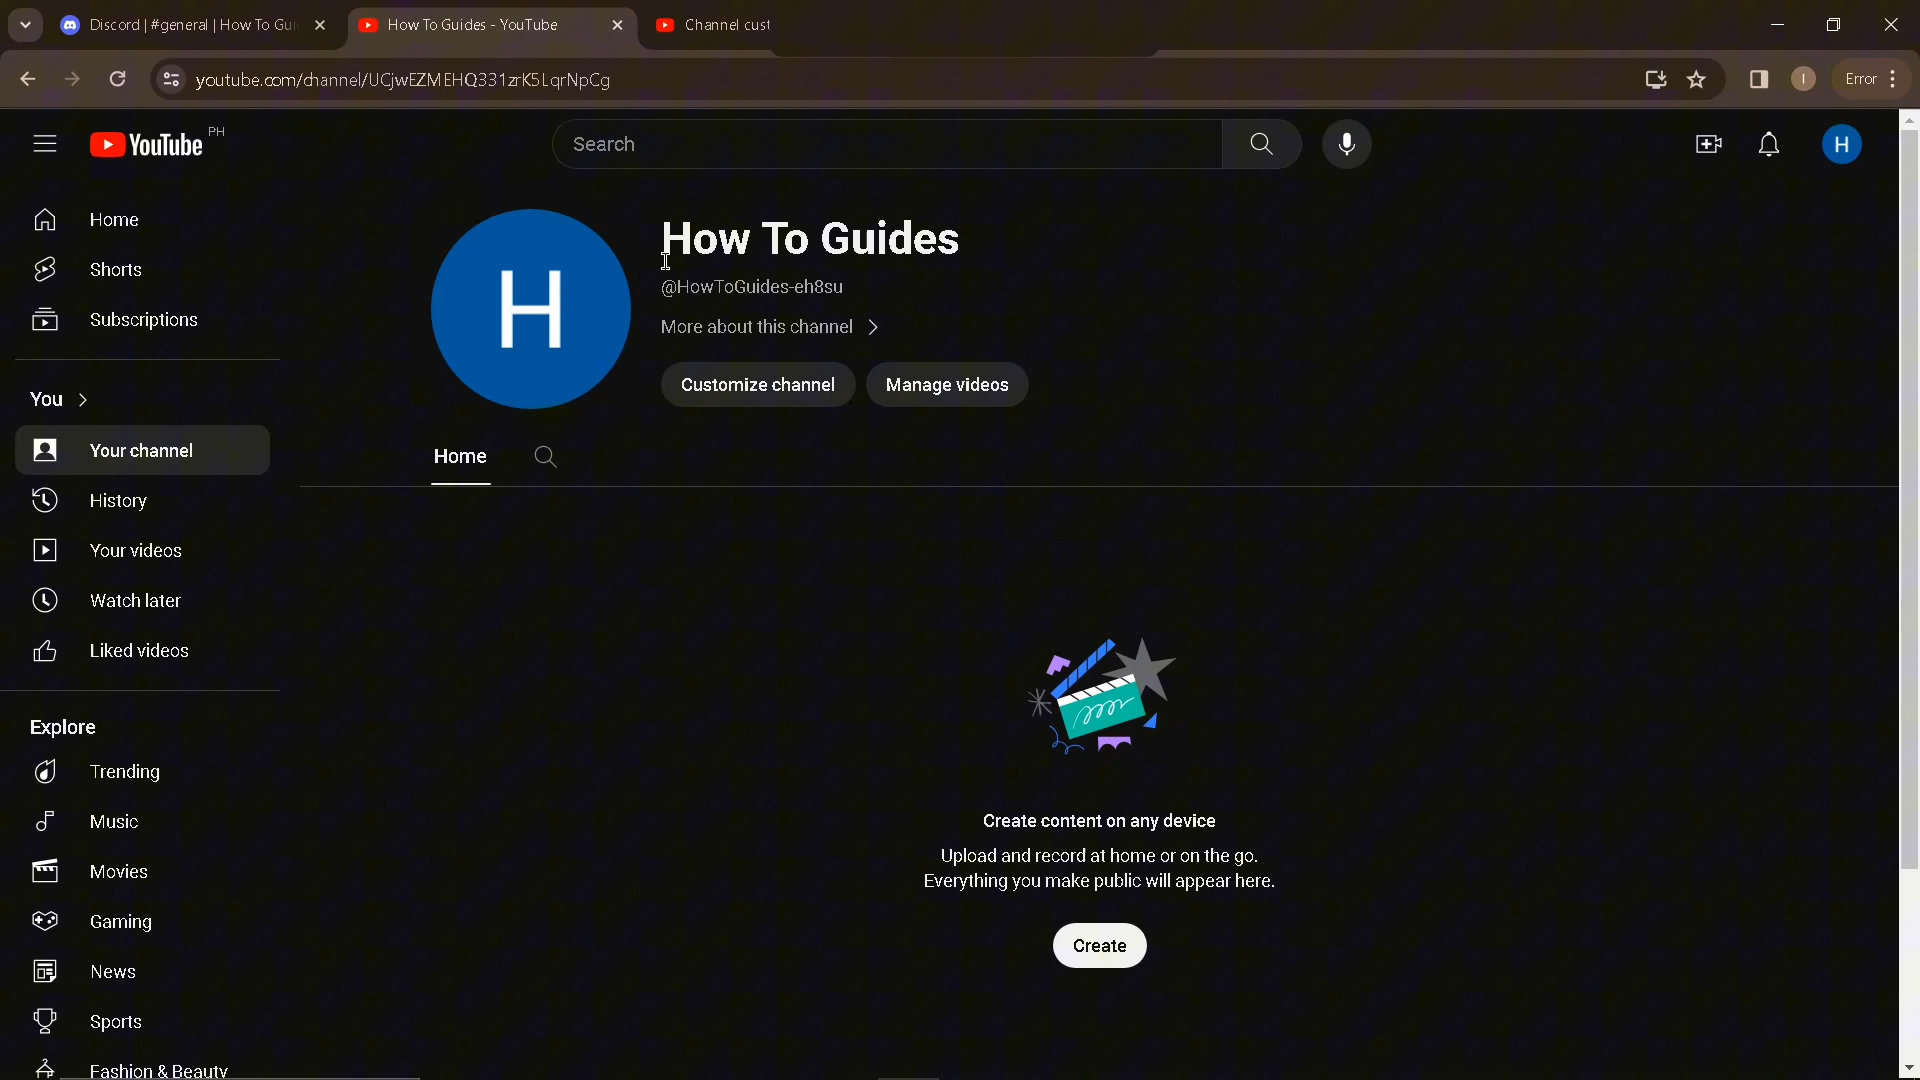 Discord | #general | How To Gui
How To Guides - YouTube
Channel cust
youtube.com/channel/UCjwEZMEHQ331zrK5LqrNpCg
I
Error
YouTube PH
Search
H
Home
Shorts
Subscriptions
You
Your channel
History
Your videos
Watch later
Liked videos
Explore
Trending
Music
Movies
Gaming
News
Sports
Fashion & Beauty
H
How To Guides
@HowToGuides-eh8su
More about this channel
Customize channel
Manage videos
Home
Create content on any device
Upload and record at home or on the go.
Everything you make public will appear here.
Create